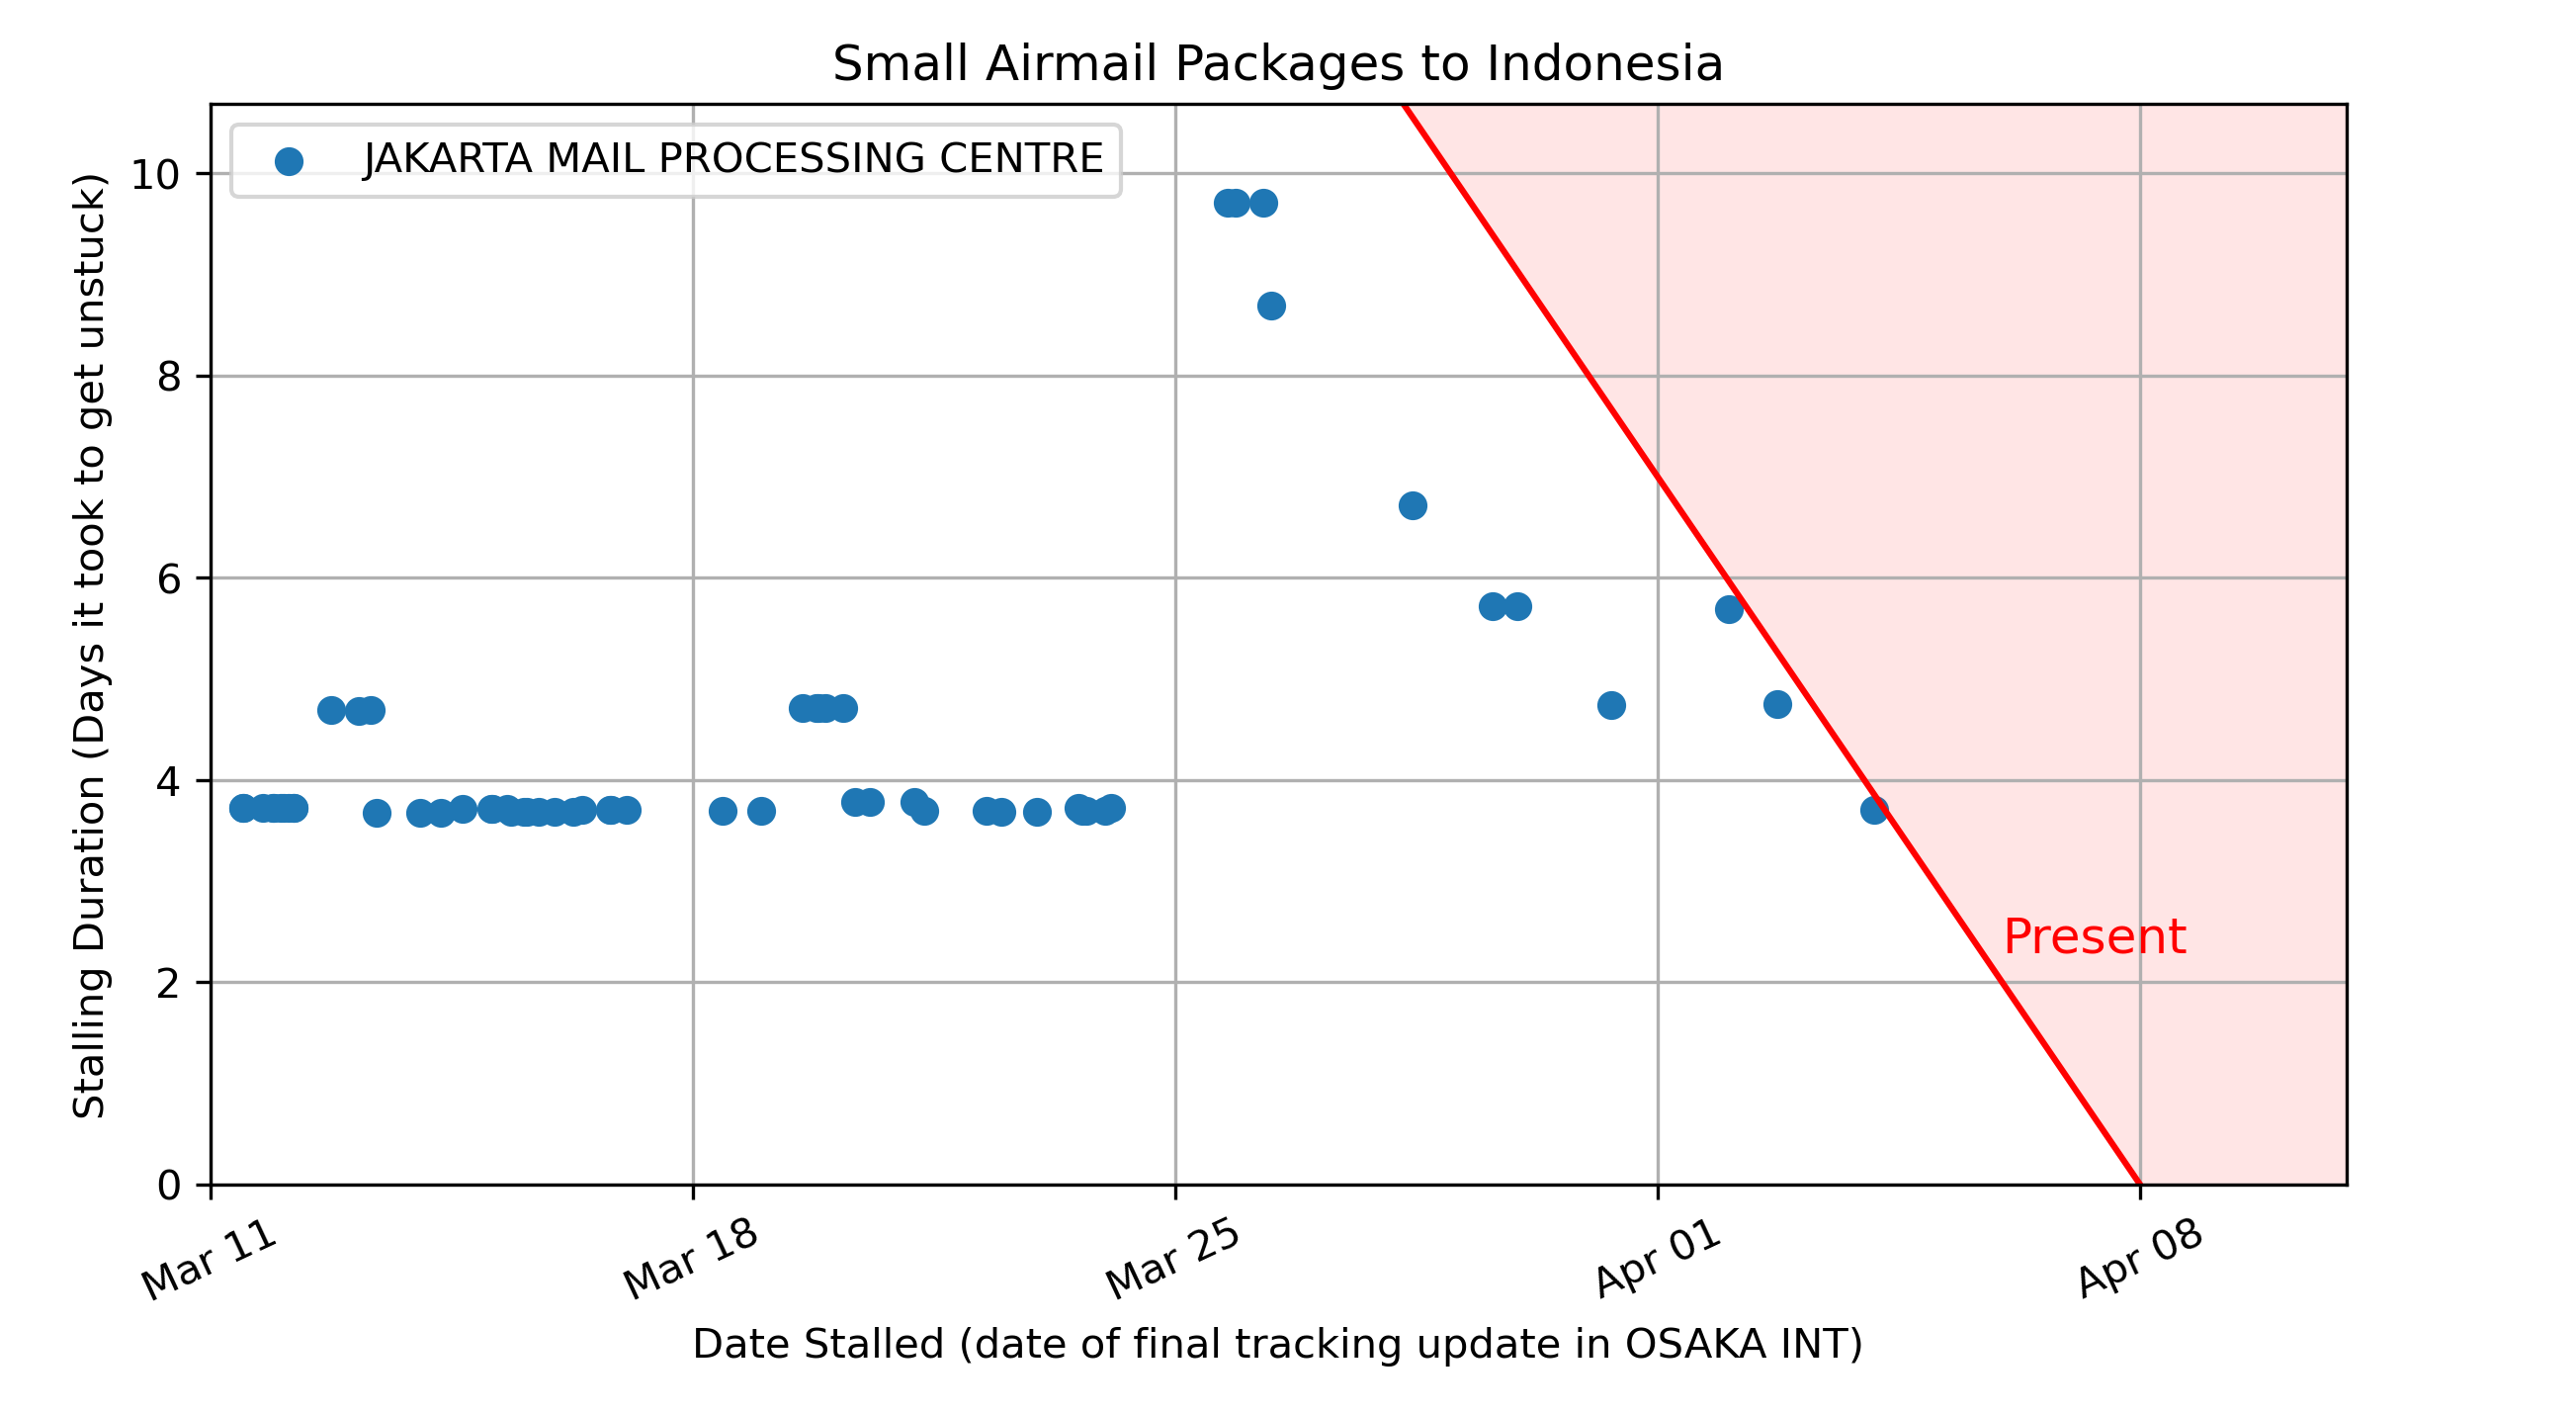 Small Airmail Packages to Indonesia
JAKARTA MAIL PROCESSING CENTRE
Stalling Duration (Days it took to get unstuck)
10
8
6
4
2
0
Present
Mar 11
Mar 18
Mar 25
Apr 01
Apr 08
Date Stalled (date of final tracking update in OSAKA INT)